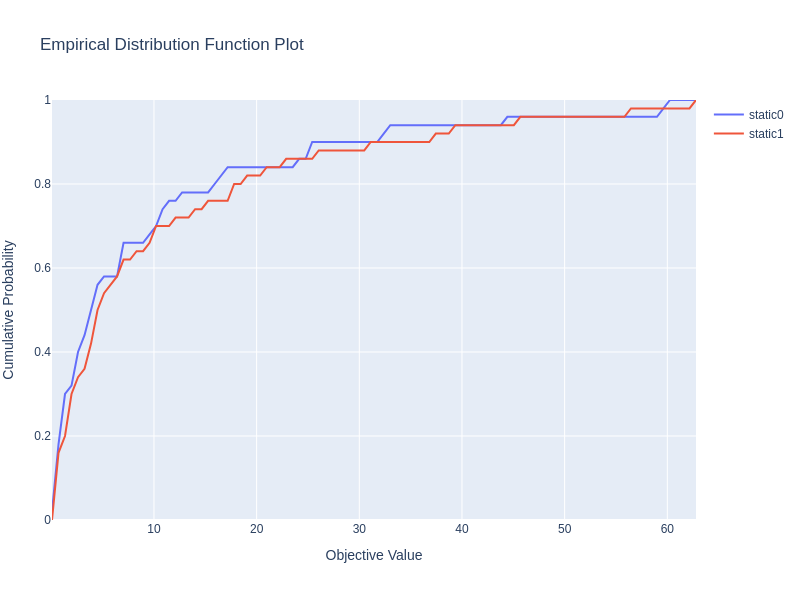 Empirical Distribution Function Plot
1
0.8
0.6
0.4
0.2
0
Cumulative Probability
10
20
30
40
50
60
Objective Value
static0
static1